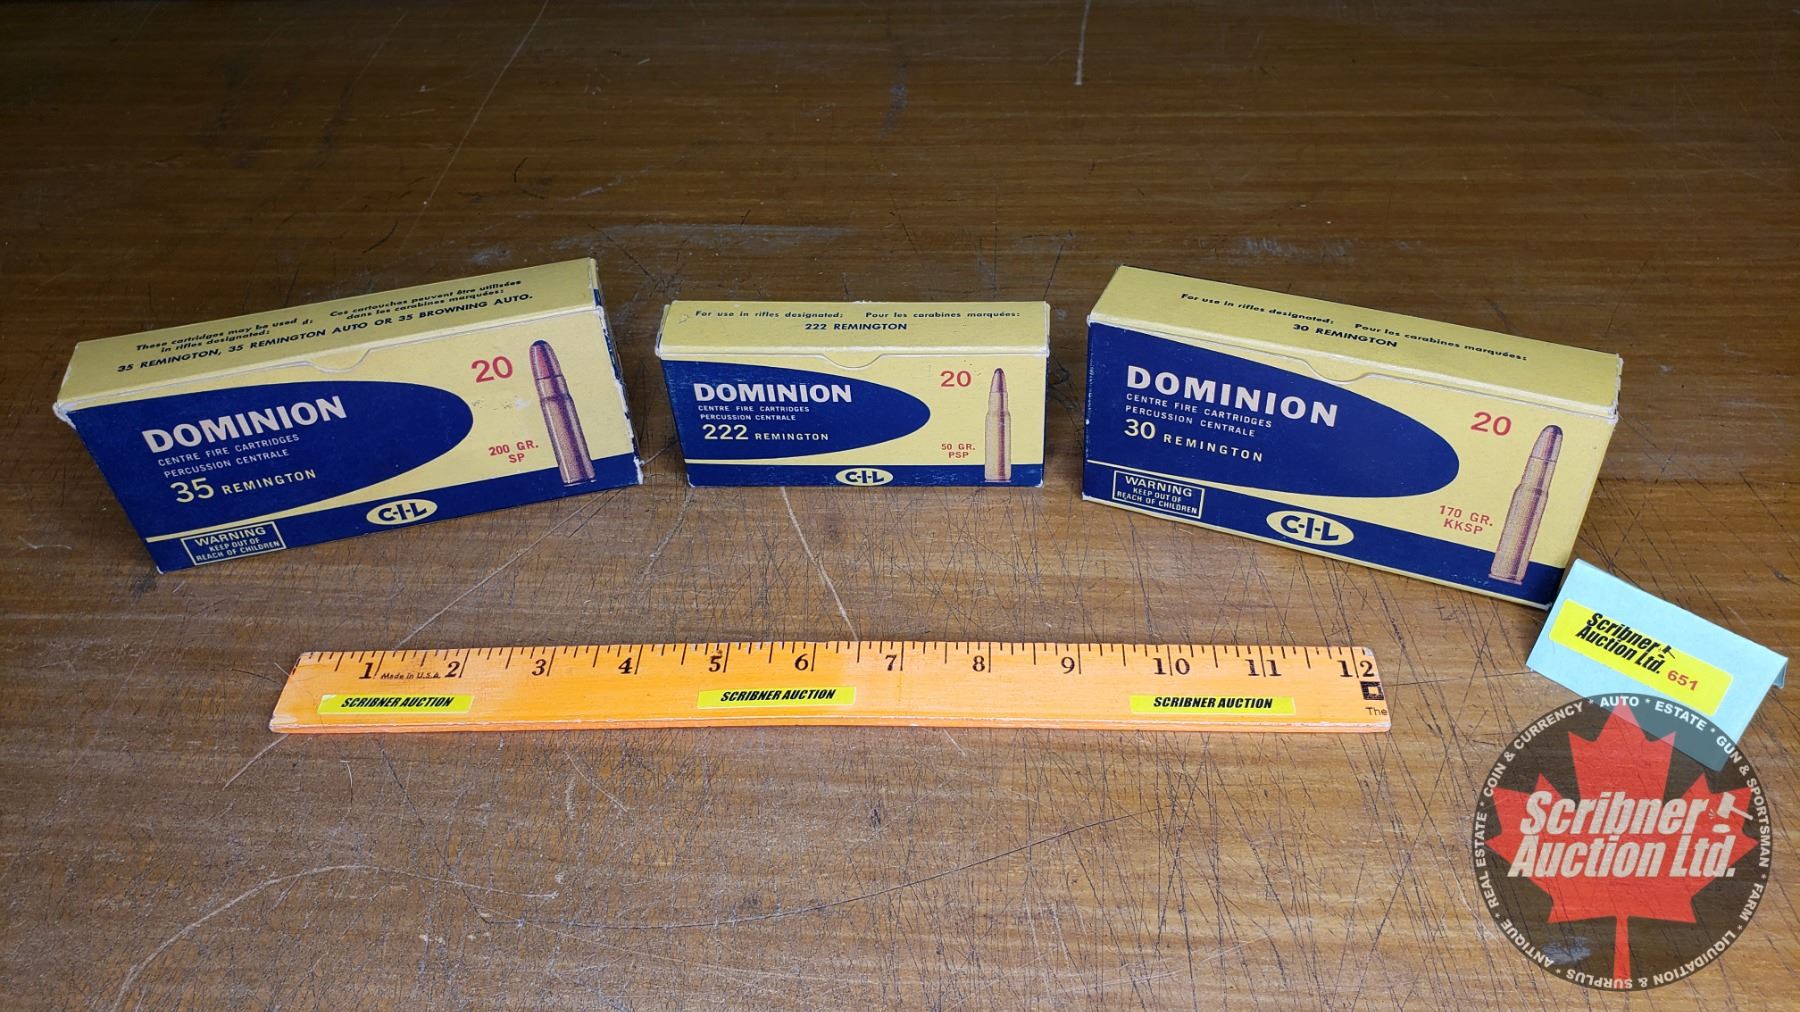 These cartridges may be used
in rifles designated:
Ces cartouches peuvent être utilisées
dans les carabines marquées:
35 REMINGTON, 35 REMINGTON AUTO OR 35 BROWNING AUTO.
DOMINION
CENTRE FIRE CARTRIDGES
PERCUSSION CENTRALE
35 REMINGTON
20
200 GR.
SP
WARNING
KEEP OUT OF
REACH OF CHILDREN
C-I-L
For use in rifles designated: Pour les carabines marquées:
222 REMINGTON
DOMINION
CENTRE FIRE CARTRIDGES
PERCUSSION CENTRALE
222 REMINGTON
20
50 GR.
PSP
C-I-L
For use in rifles designated: Pour les carabines marquées:
30 REMINGTON
DOMINION
CENTRE FIRE CARTRIDGES
PERCUSSION CENTRALE
30 REMINGTON
20
170 GR.
KKSP
WARNING
KEEP OUT OF
REACH OF CHILDREN
C-I-L
1 2 3 4 5 6 7 8 9 10 11 12
Made in U.S.A.
SCRIBNER AUCTION
SCRIBNER AUCTION
SCRIBNER AUCTION
The
Scribner
Auction Ltd. 651
ANTIQUE * REAL ESTATE * COIN & CURRENCY * AUTO * ESTATE * GUN & SPORTSMAN * FARM * LIQUIDATION & SURPLUS *
Scribner
Auction Ltd.